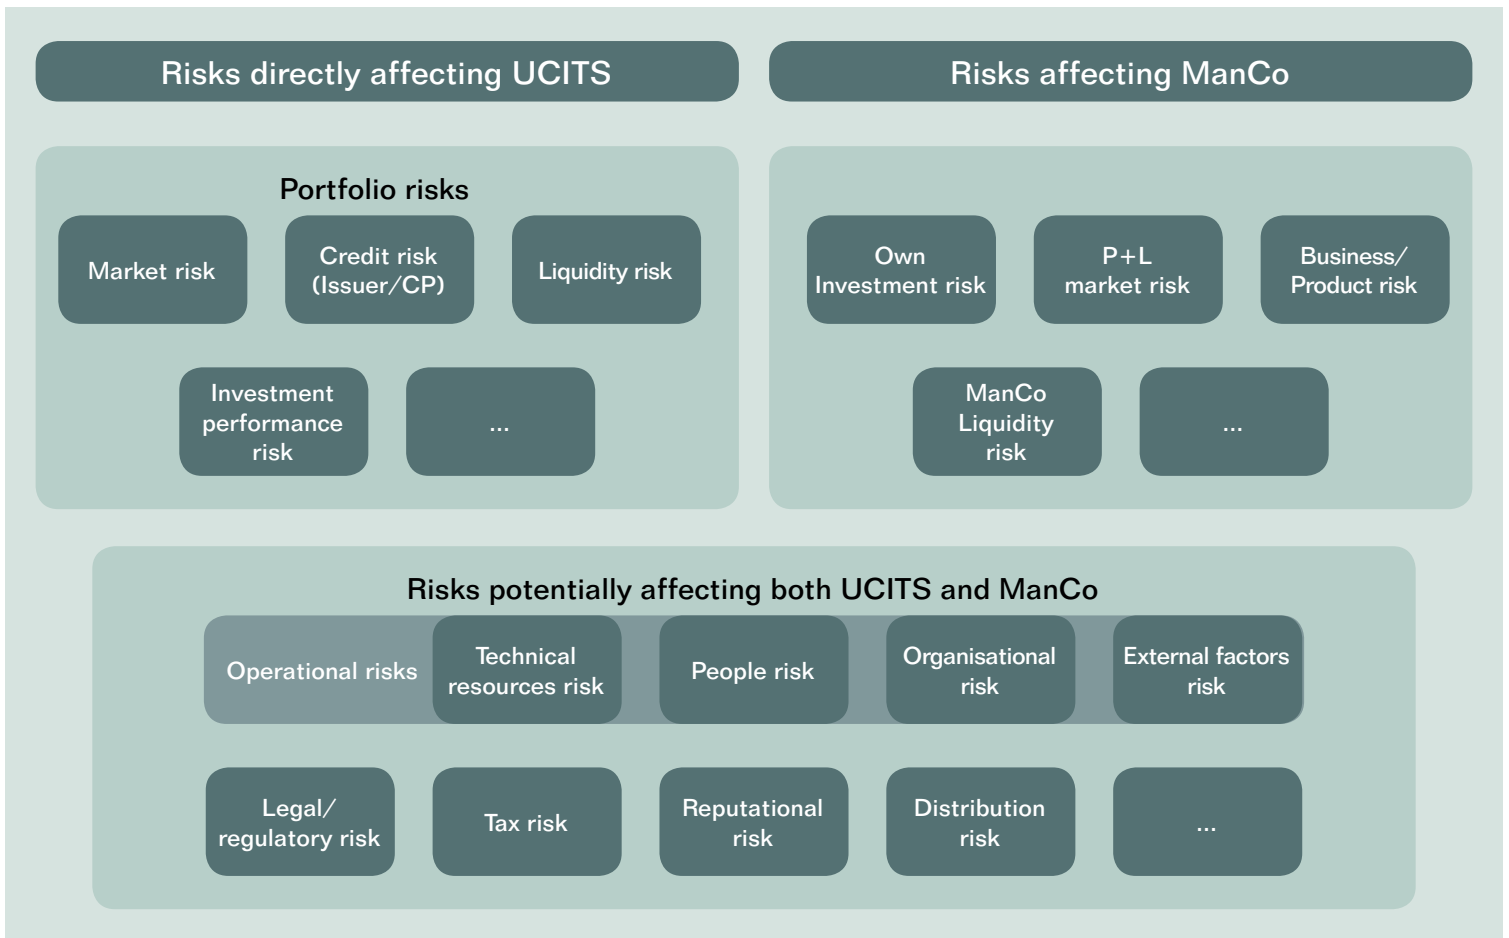 Risks directly affecting UCITS
Risks affecting ManCo
Portfolio risks
Market risk
Credit risk
(Issuer/CP)
Liquidity risk
Investment
performance
risk
...
Own
Investment risk
P+L
market risk
Business/
Product risk
ManCo
Liquidity
risk
...
Risks potentially affecting both UCITS and ManCo
Operational risks
Technical
resources risk
People risk
Organisational
risk
External factors
risk
Legal/
regulatory risk
Tax risk
Reputational
risk
Distribution
risk
...